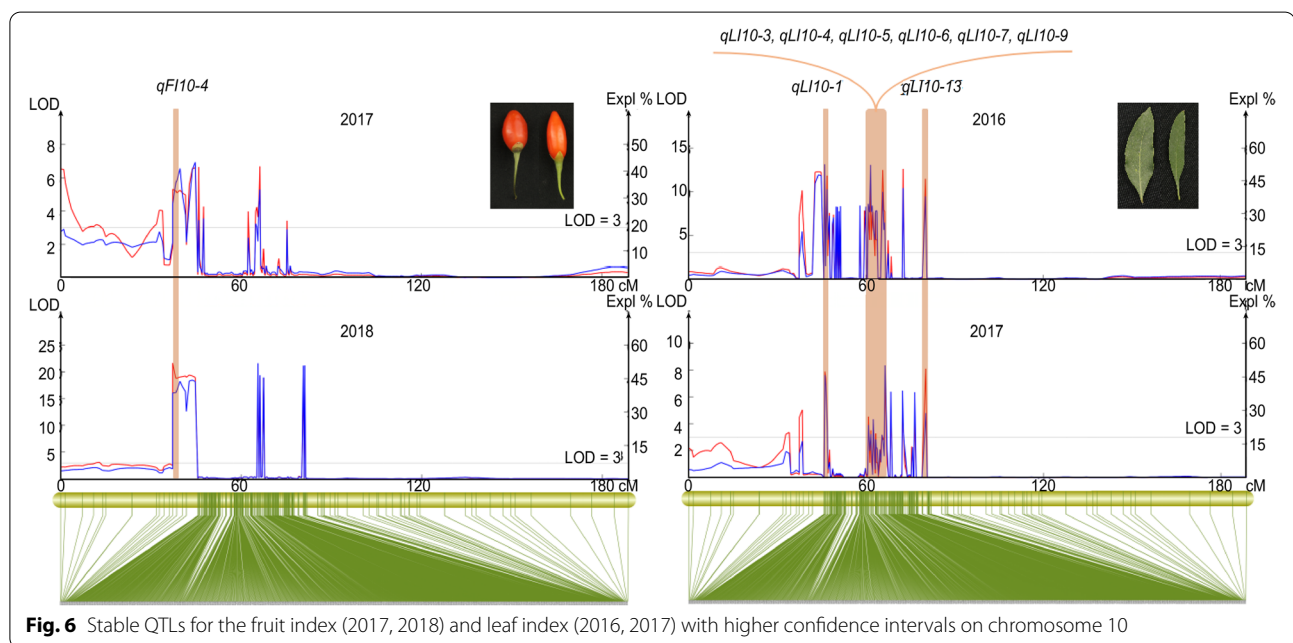 qLI10-3, qLI10-4, qLI10-5, qLI10-6, qLI10-7, qLI10-9
qFI10-4
qLI10-1
qLI10-13
LOD
2017
Expl %
8
6
4
2
50
40
30
20
10
LOD = 3
0
60
120
180
cM
LOD
2016
Expl %
15
10
5
60
45
30
15
LOD = 3
0
60
120
180
cM
LOD
2018
Expl %
25
20
15
10
5
60
45
30
15
LOD = 3
0
60
120
180
cM
LOD
2017
Expl %
10
8
6
4
2
60
45
30
15
LOD = 3
0
60
120
180
cM
Fig. 6 Stable QTLs for the fruit index (2017, 2018) and leaf index (2016, 2017) with higher confidence intervals on chromosome 10